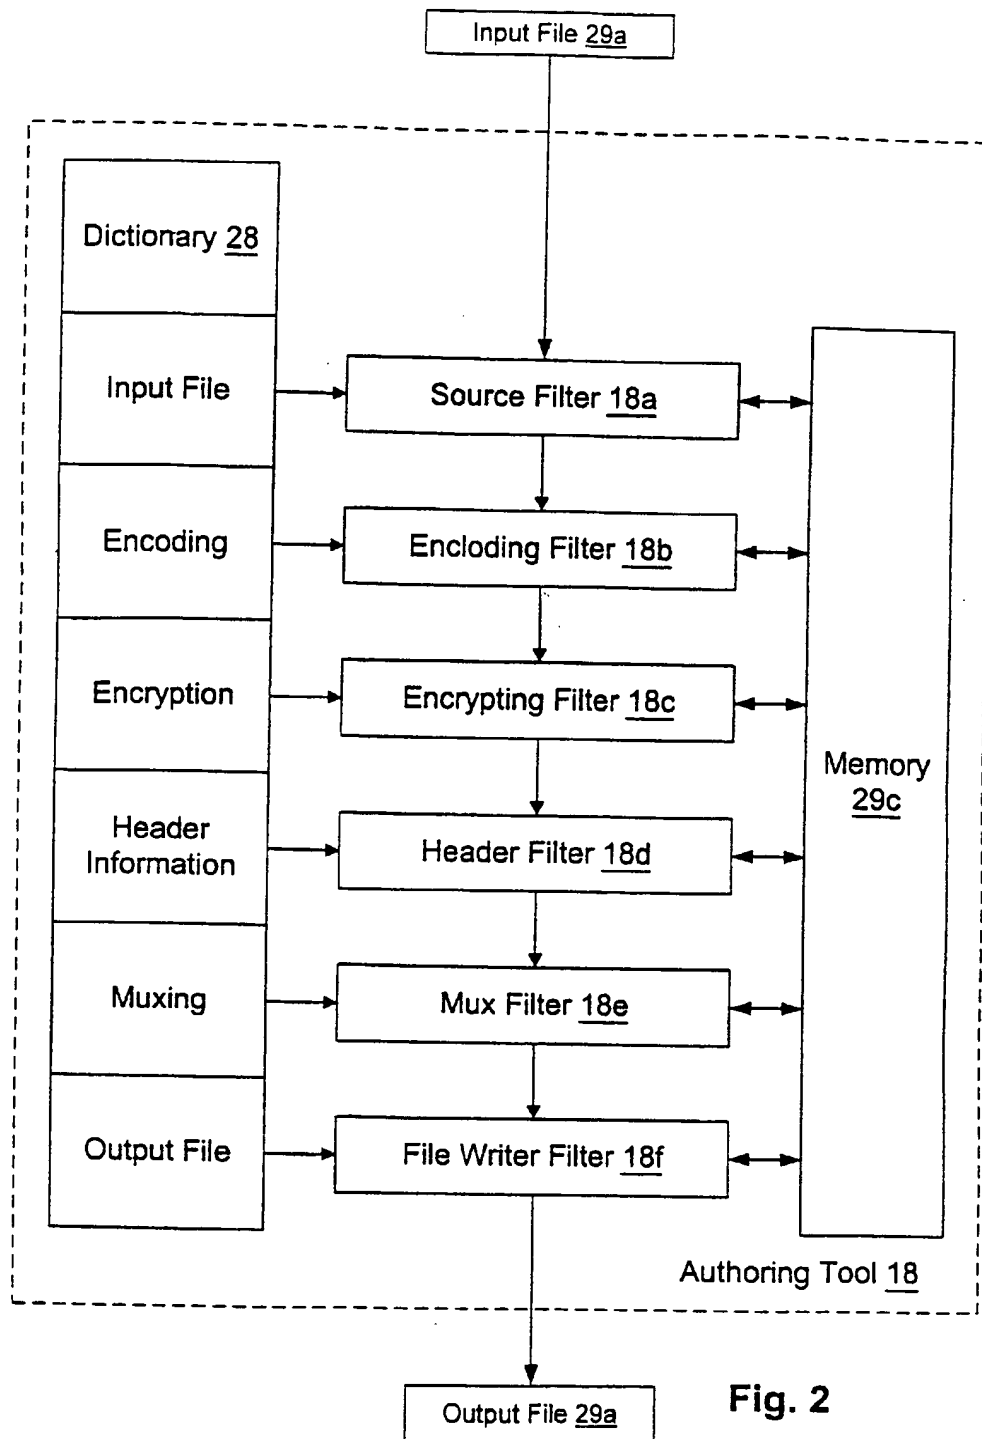 Input File 29a
Dictionary 28
Input File
Source Filter 18a
Encoding
Encloding Filter 18b
Encryption
Encrypting Filter 18c
Memory
29c
Header
Information
Header Filter 18d
Muxing
Mux Filter 18e
Output File
File Writer Filter 18f
Authoring Tool 18
Output File 29a
Fig. 2